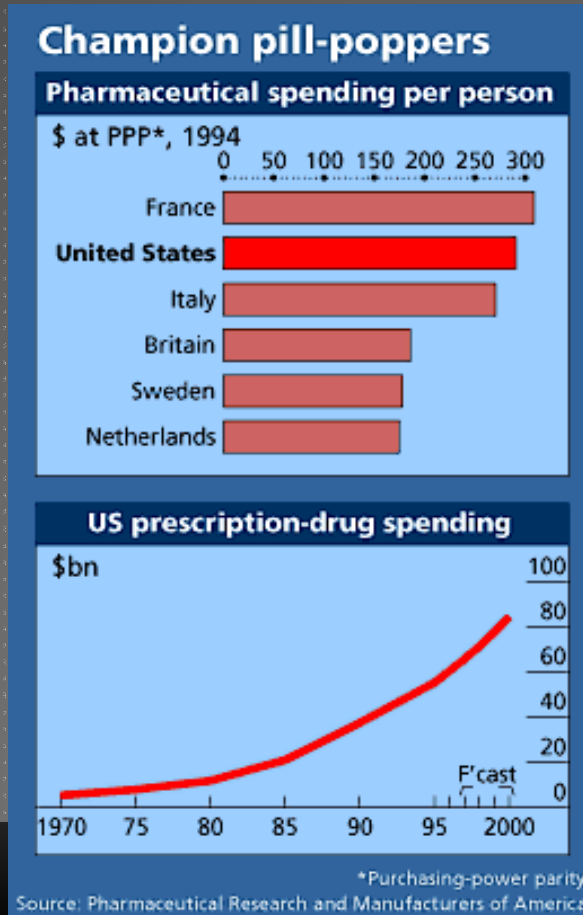 Champion pill-poppers
Pharmaceutical spending per person
$ at PPP*, 1994
0 50 100 150 200 250 300
France
United States
Italy
Britain
Sweden
Netherlands
US prescription-drug spending
$bn
100
80
60
40
20
F'cast
0
1970 75 80 85 90 95 2000
*Purchasing-power parity
Source: Pharmaceutical Research and Manufacturers of America